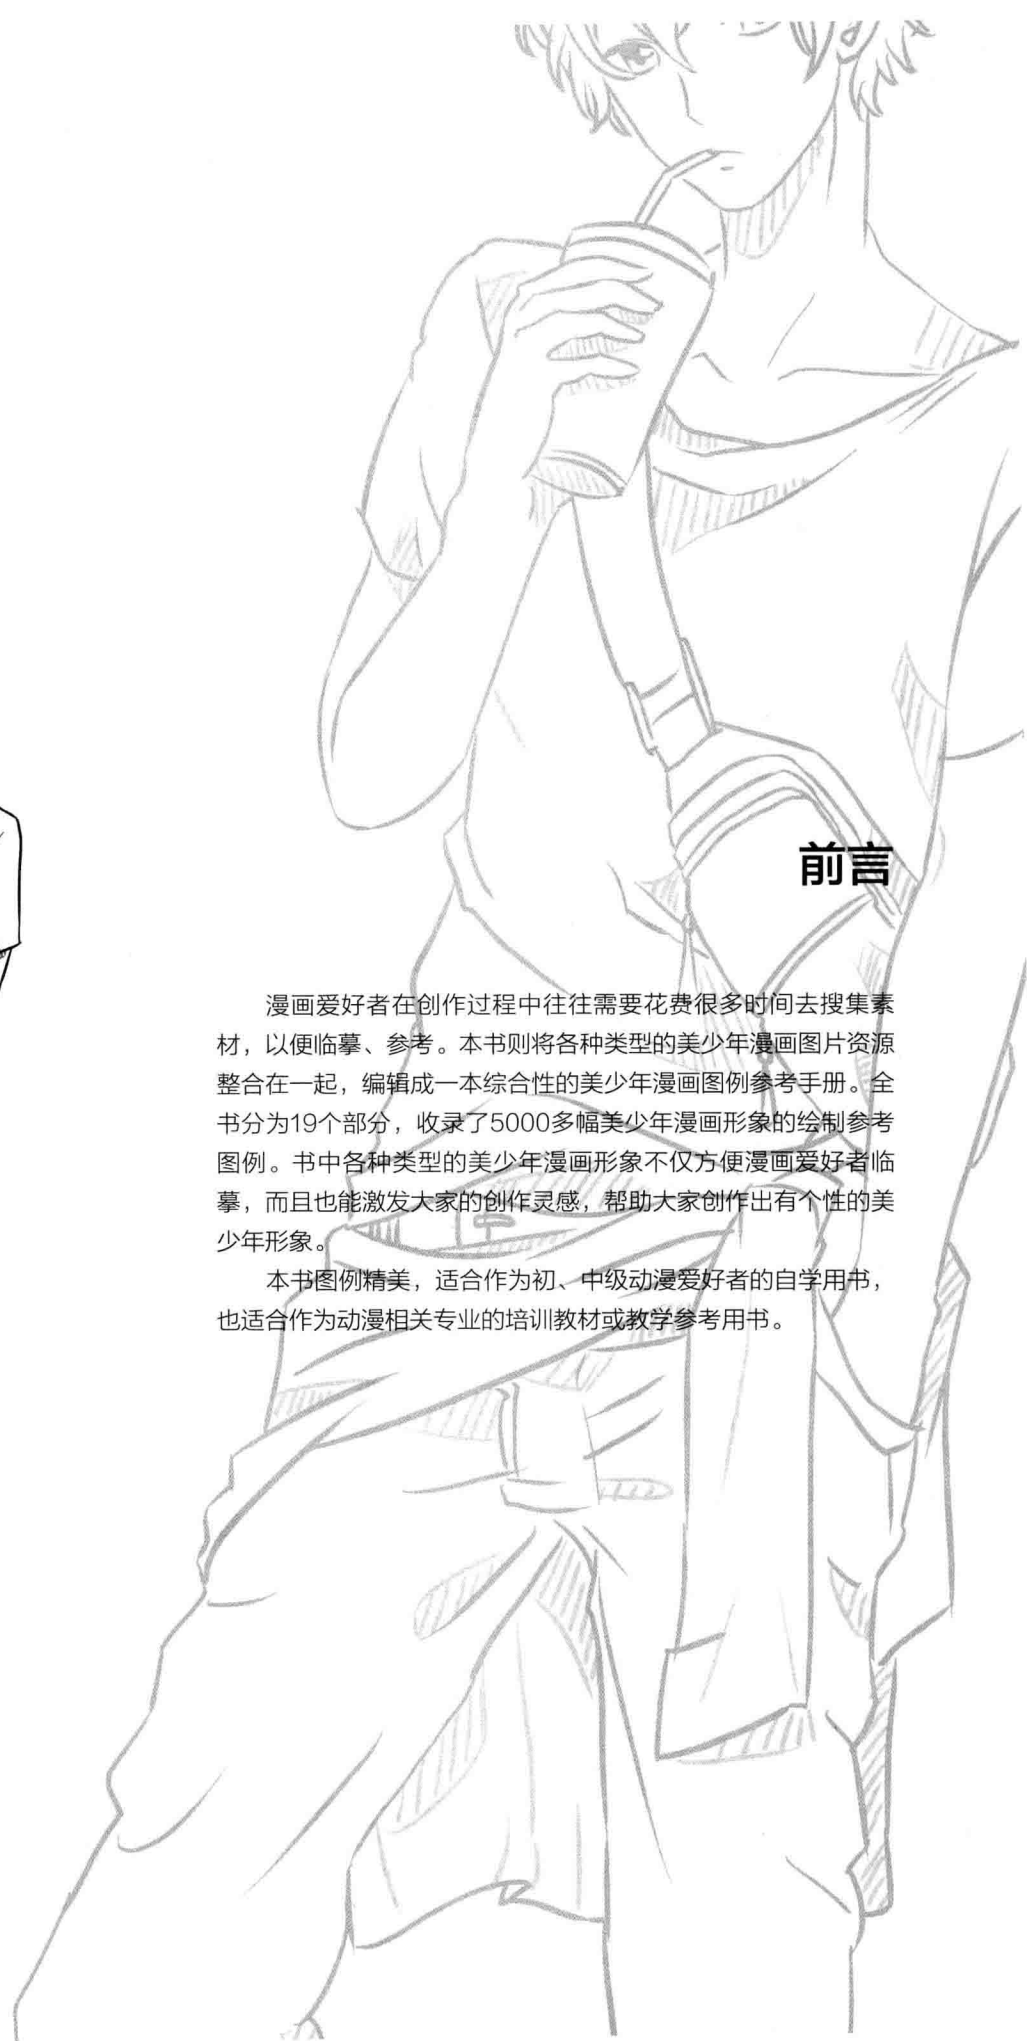 前言
漫画爱好者在创作过程中往往需要花费很多时间去搜集素
材，以便临摹、参考。本书则将各种类型的美少年漫画图片资源
整合在一起，编辑成一本综合性的美少年漫画图例参考手册。全
书分为19个部分，收录了5000多幅美少年漫画形象的绘制参考
图例。书中各种类型的美少年漫画形象不仅方便漫画爱好者临
摹，而且也能激发大家的创作灵感，帮助大家创作出有个性的美
少年形象。
本书图例精美，适合作为初、中级动漫爱好者的自学用书，
也适合作为动漫相关专业的培训教材或教学参考用书。